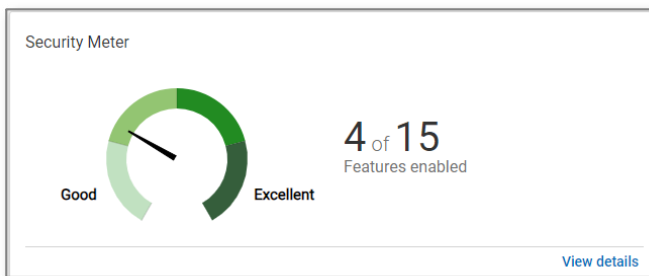 Security Meter
4 of 15
Features enabled
Good
Excellent
View details